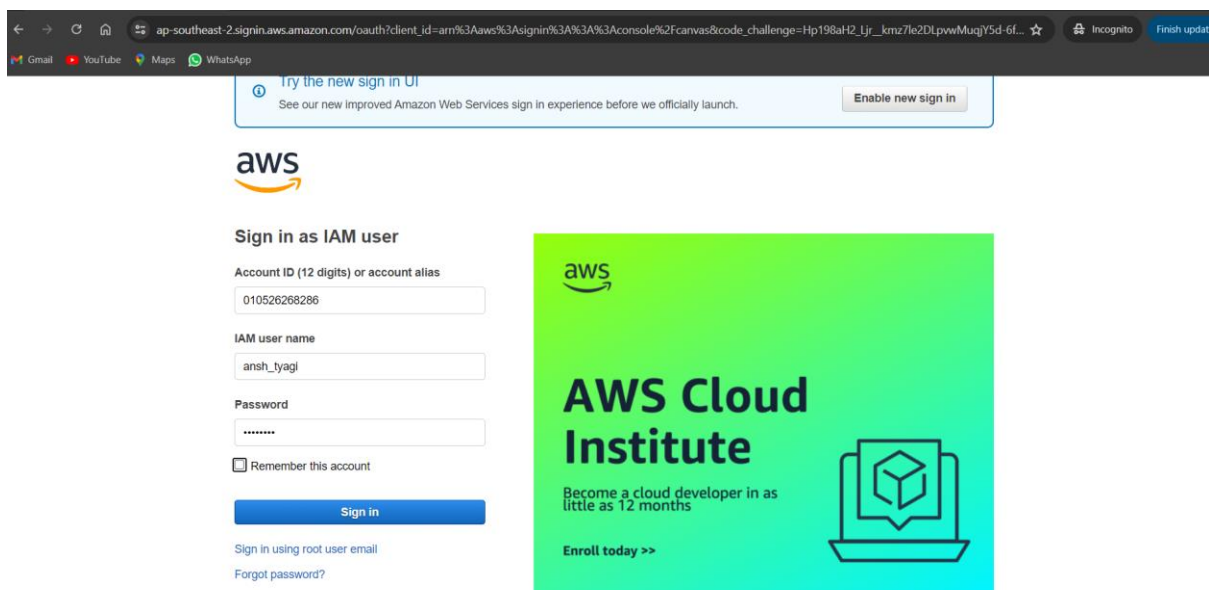 ap-southeast-2.signin.aws.amazon.com/oauth?client_id=arn%3Aaws%3Asignin%3A%3A%3Aconsole%2Fcanvas&code_challenge=Hp198aH2_Ljr__kmz7le2DLpvwMuqjY5d-6f...
Incognito
Finish updat
Gmail
YouTube
Maps
WhatsApp
Try the new sign in UI
See our new improved Amazon Web Services sign in experience before we officially launch.
Enable new sign in
aws
Sign in as IAM user
Account ID (12 digits) or account alias
010526268286
IAM user name
ansh_tyagi
Password
••••••••
Remember this account
Sign in
Sign in using root user email
Forgot password?
aws
AWS Cloud
Institute
Become a cloud developer in as
little as 12 months
Enroll today >>